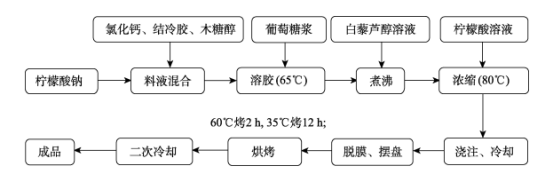 氯化钙、结冷胶、木糖醇
葡萄糖浆
白藜芦醇溶液
柠檬酸溶液
柠檬酸钠
料液混合
溶胶(65℃)
煮沸
浓缩(80℃)
60℃烤2 h, 35℃烤12 h;
成品
二次冷却
烘烤
脱膜、摆盘
浇注、冷却